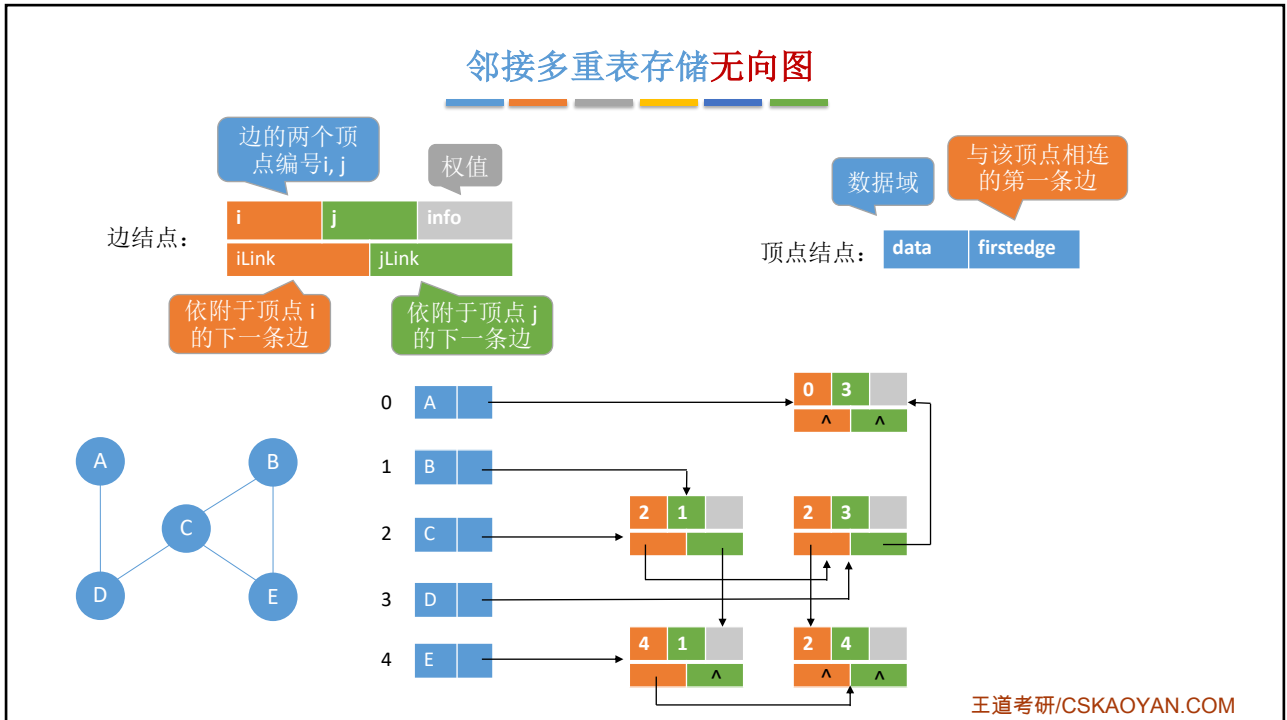 邻接多重表存储无向图
边的两个顶
点编号i, j
权值
数据域
与该顶点相连
的第一条边
边结点：
i j info
iLink jLink
顶点结点：
data firstedge
依附于顶点 i
的下一条边
依附于顶点 j
的下一条边
0 A
0 3
^ ^
1 B
2 C
2 1
2 3
3 D
4 E
4 1
^
2 4
^ ^
A
B
C
D
E
王道考研/CSKAOYAN.COM